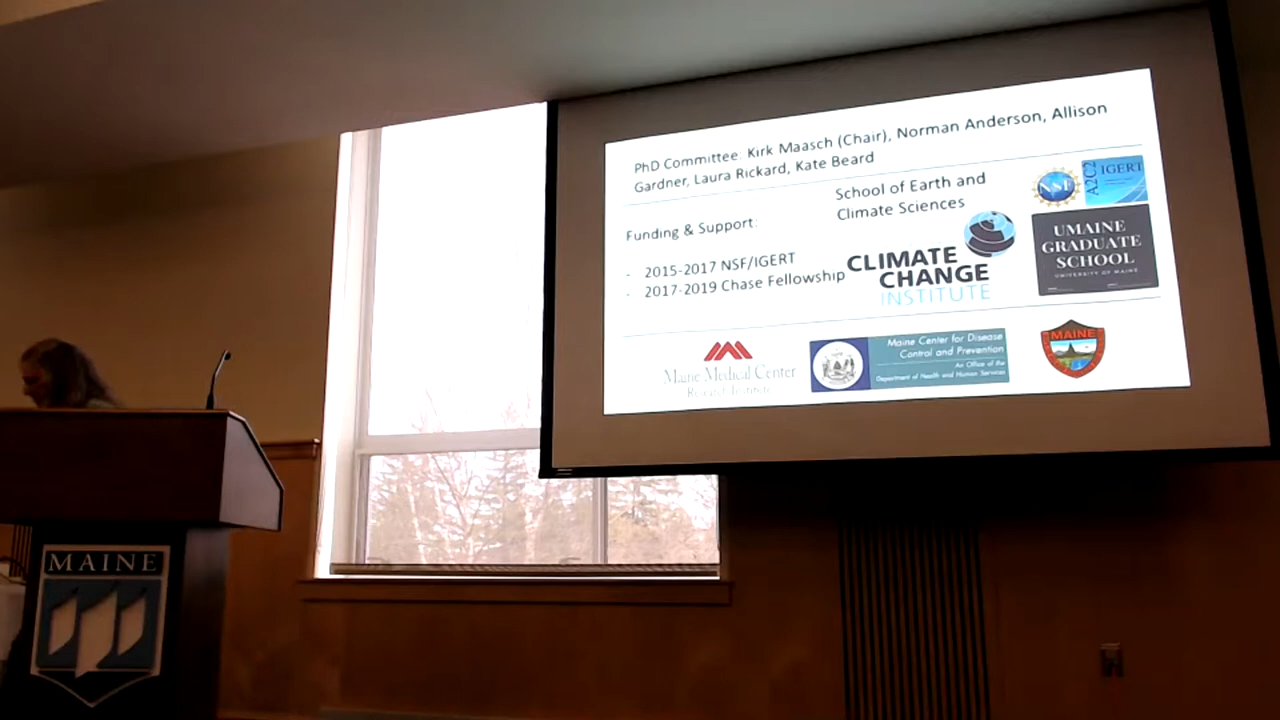 PhD Committee: Kirk Maasch (Chair), Norman Anderson, Allison
Gardner, Laura Rickard, Kate Beard
Funding & Support:
- 2015-2017 NSF/IGERT
- 2017-2019 Chase Fellowship
School of Earth and
Climate Sciences
NSF
A2C2
IGERT
CLIMATE
CHANGE
INSTITUTE
UMAINE
GRADUATE
SCHOOL
UNIVERSITY OF MAINE
Maine Medical Center
Research Institute
Maine Center for Disease
Control and Prevention
An Office of the
Department of Health and Human Services
MAINE
MAINE